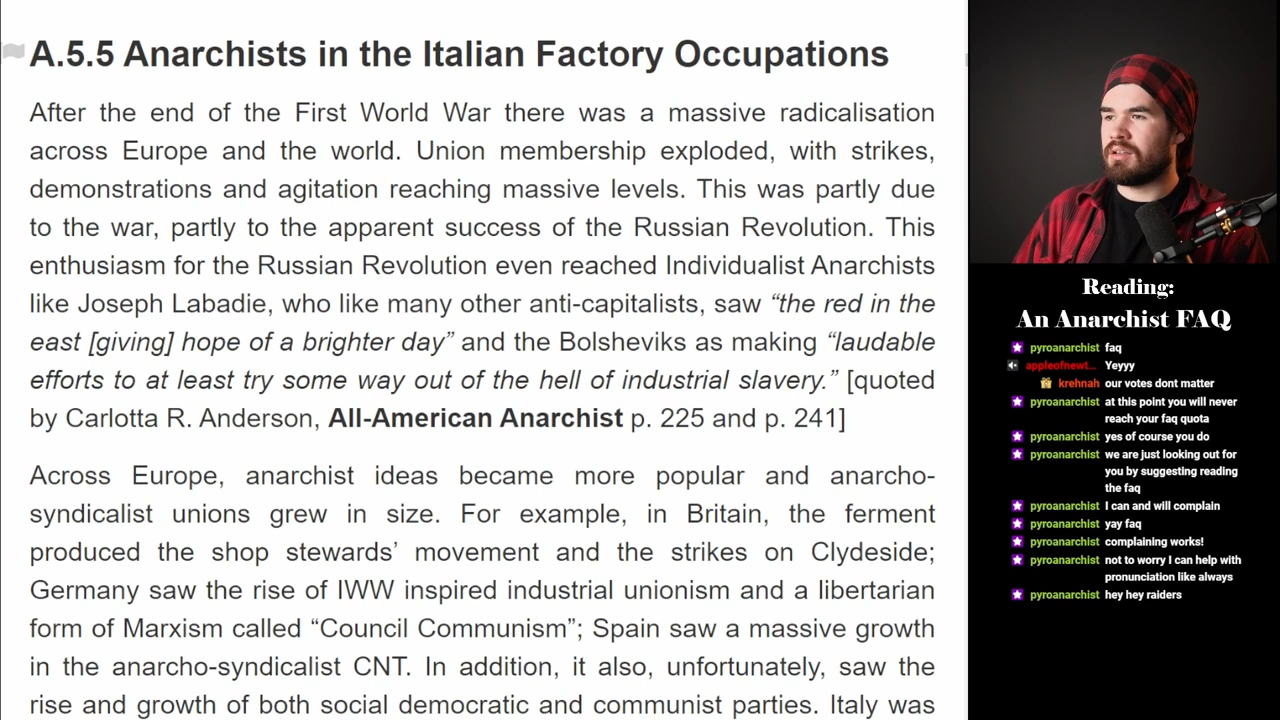 A.5.5 Anarchists in the Italian Factory Occupations
After the end of the First World War there was a massive radicalisation
across Europe and the world. Union membership exploded, with strikes,
demonstrations and agitation reaching massive levels. This was partly due
to the war, partly to the apparent success of the Russian Revolution. This
enthusiasm for the Russian Revolution even reached Individualist Anarchists
like Joseph Labadie, who like many other anti-capitalists, saw “the red in the
east [giving] hope of a brighter day” and the Bolsheviks as making “laudable
efforts to at least try some way out of the hell of industrial slavery.” [quoted
by Carlotta R. Anderson, All-American Anarchist p. 225 and p. 241]
Across Europe, anarchist ideas became more popular and anarcho-
syndicalist unions grew in size. For example, in Britain, the ferment
produced the shop stewards’ movement and the strikes on Clydeside;
Germany saw the rise of IWW inspired industrial unionism and a libertarian
form of Marxism called “Council Communism”; Spain saw a massive growth
in the anarcho-syndicalist CNT. In addition, it also, unfortunately, saw the
rise and growth of both social democratic and communist parties. Italy was
Reading:
An Anarchist FAQ
pyroanarchist faq
appleofnewt... Yeyyy
krehnah our votes dont matter
pyroanarchist at this point you will never
reach your faq quota
pyroanarchist yes of course you do
pyroanarchist we are just looking out for
you by suggesting reading
the faq
pyroanarchist I can and will complain
pyroanarchist yay faq
pyroanarchist complaining works!
pyroanarchist not to worry I can help with
pronunciation like always
pyroanarchist hey hey raiders